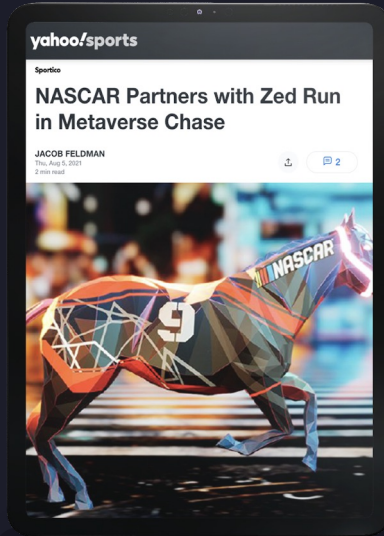 yahoo!sports
Sportico
NASCAR Partners with Zed Run
in Metaverse Chase
JACOB FELDMAN
Thu, Aug 5, 2021
2 min read
2
NASCAR
9